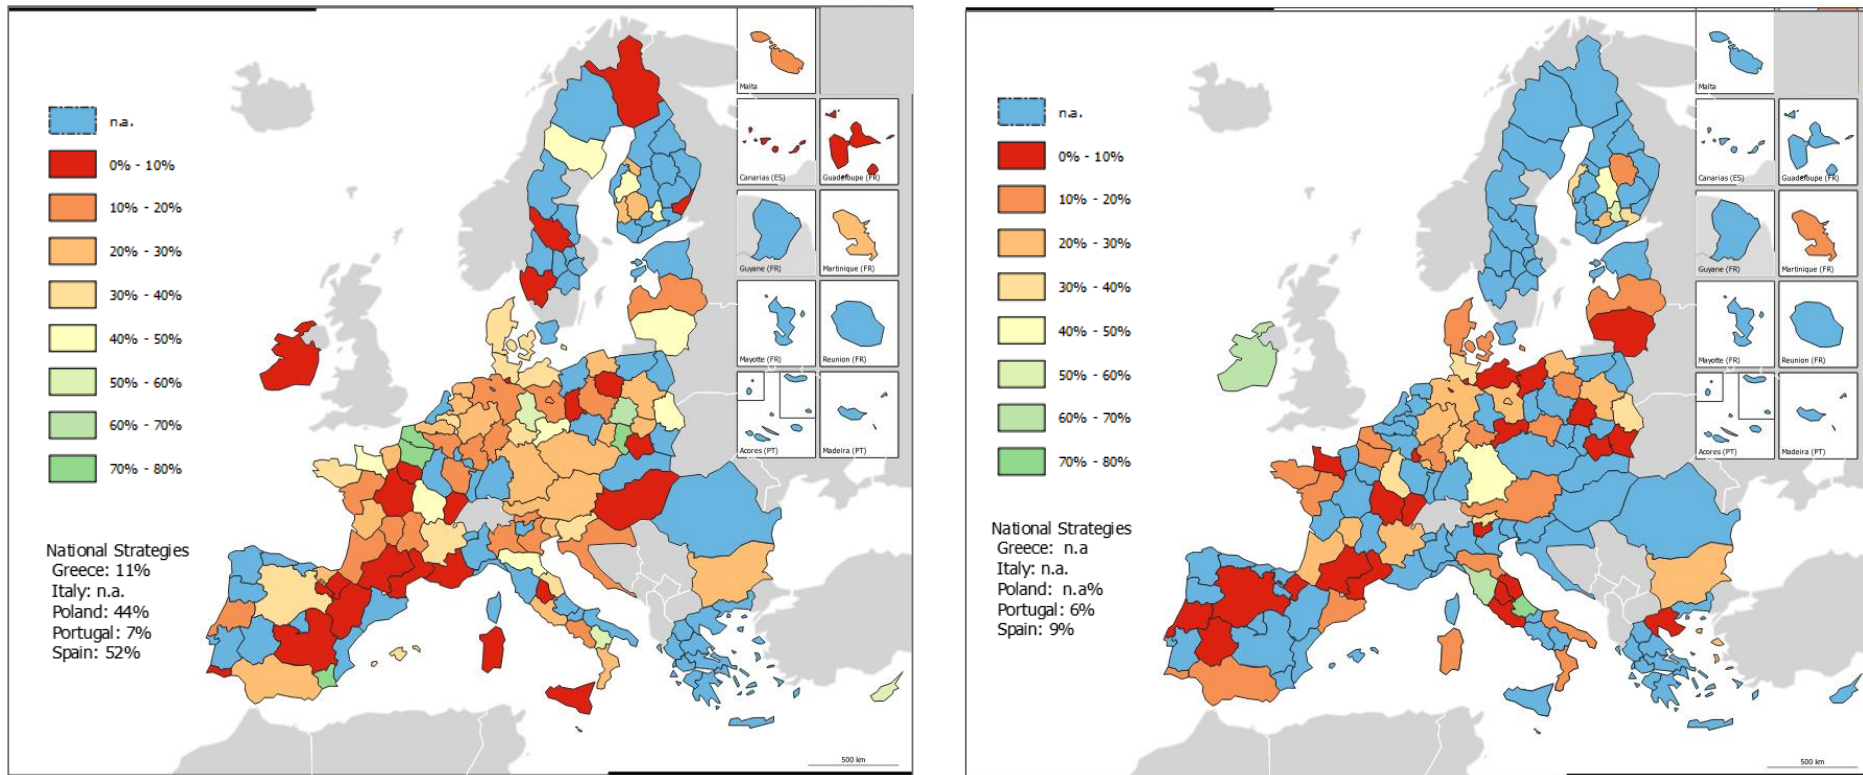 n.a.
0% - 10%
10% - 20%
20% - 30%
30% - 40%
40% - 50%
50% - 60%
60% - 70%
70% - 80%
National Strategies
Greece: 11%
Italy: n.a.
Poland: 44%
Portugal: 7%
Spain: 52%
Malta
Canarias (ES)
Guadeloupe (FR)
Guyane (FR)
Martinique (FR)
Mayotte (FR)
Reunion (FR)
Acores (PT)
Madeira (PT)
500 km
n.a.
0% - 10%
10% - 20%
20% - 30%
30% - 40%
40% - 50%
50% - 60%
60% - 70%
70% - 80%
National Strategies
Greece: n.a
Italy: n.a.
Poland: n.a%
Portugal: 6%
Spain: 9%
Malta
Canarias (ES)
Guadeloupe (FR)
Guyane (FR)
Martinique (FR)
Mayotte (FR)
Reunion (FR)
Acores (PT)
Madeira (PT)
500 km